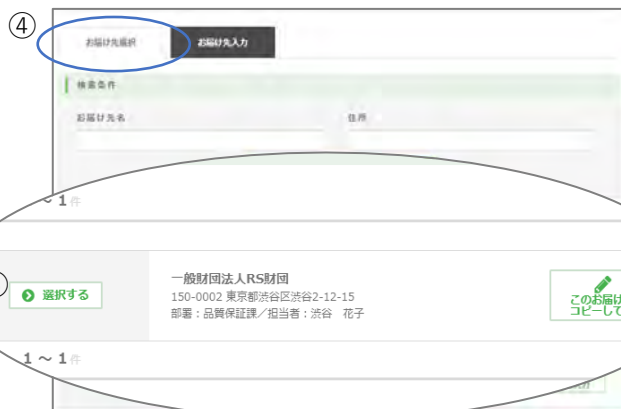 ④
お届け先選択
お届け先入力
検索条件
お届け先名
住所
～ 1 件
選択する
一般財団法人RS財団
150-0002 東京都渋谷区渋谷2-12-15
部署：品質保証課／担当者：渋谷　花子
このお届け
コピーして
1 ～ 1 件